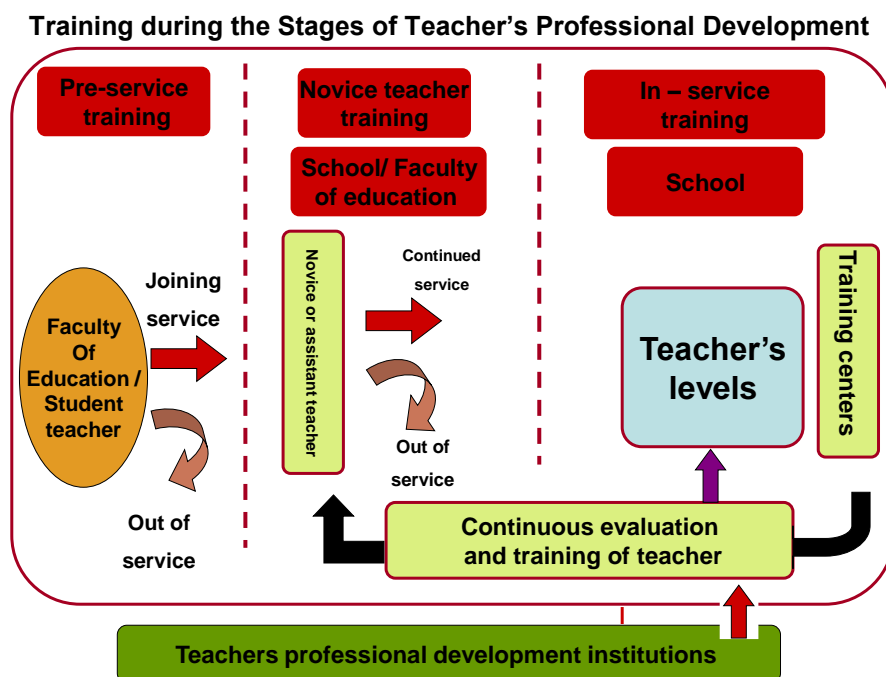 Training during the Stages of Teacher's Professional Development
Pre-service
training
Novice teacher
training
In – service
training
School/ Faculty
of education
School
Faculty
Of
Education /
Student
teacher
Joining
service
Out of
service
Novice or assistant teacher
Continued
service
Out of
service
Teacher's
levels
Training centers
Continuous evaluation
and training of teacher
Teachers professional development institutions